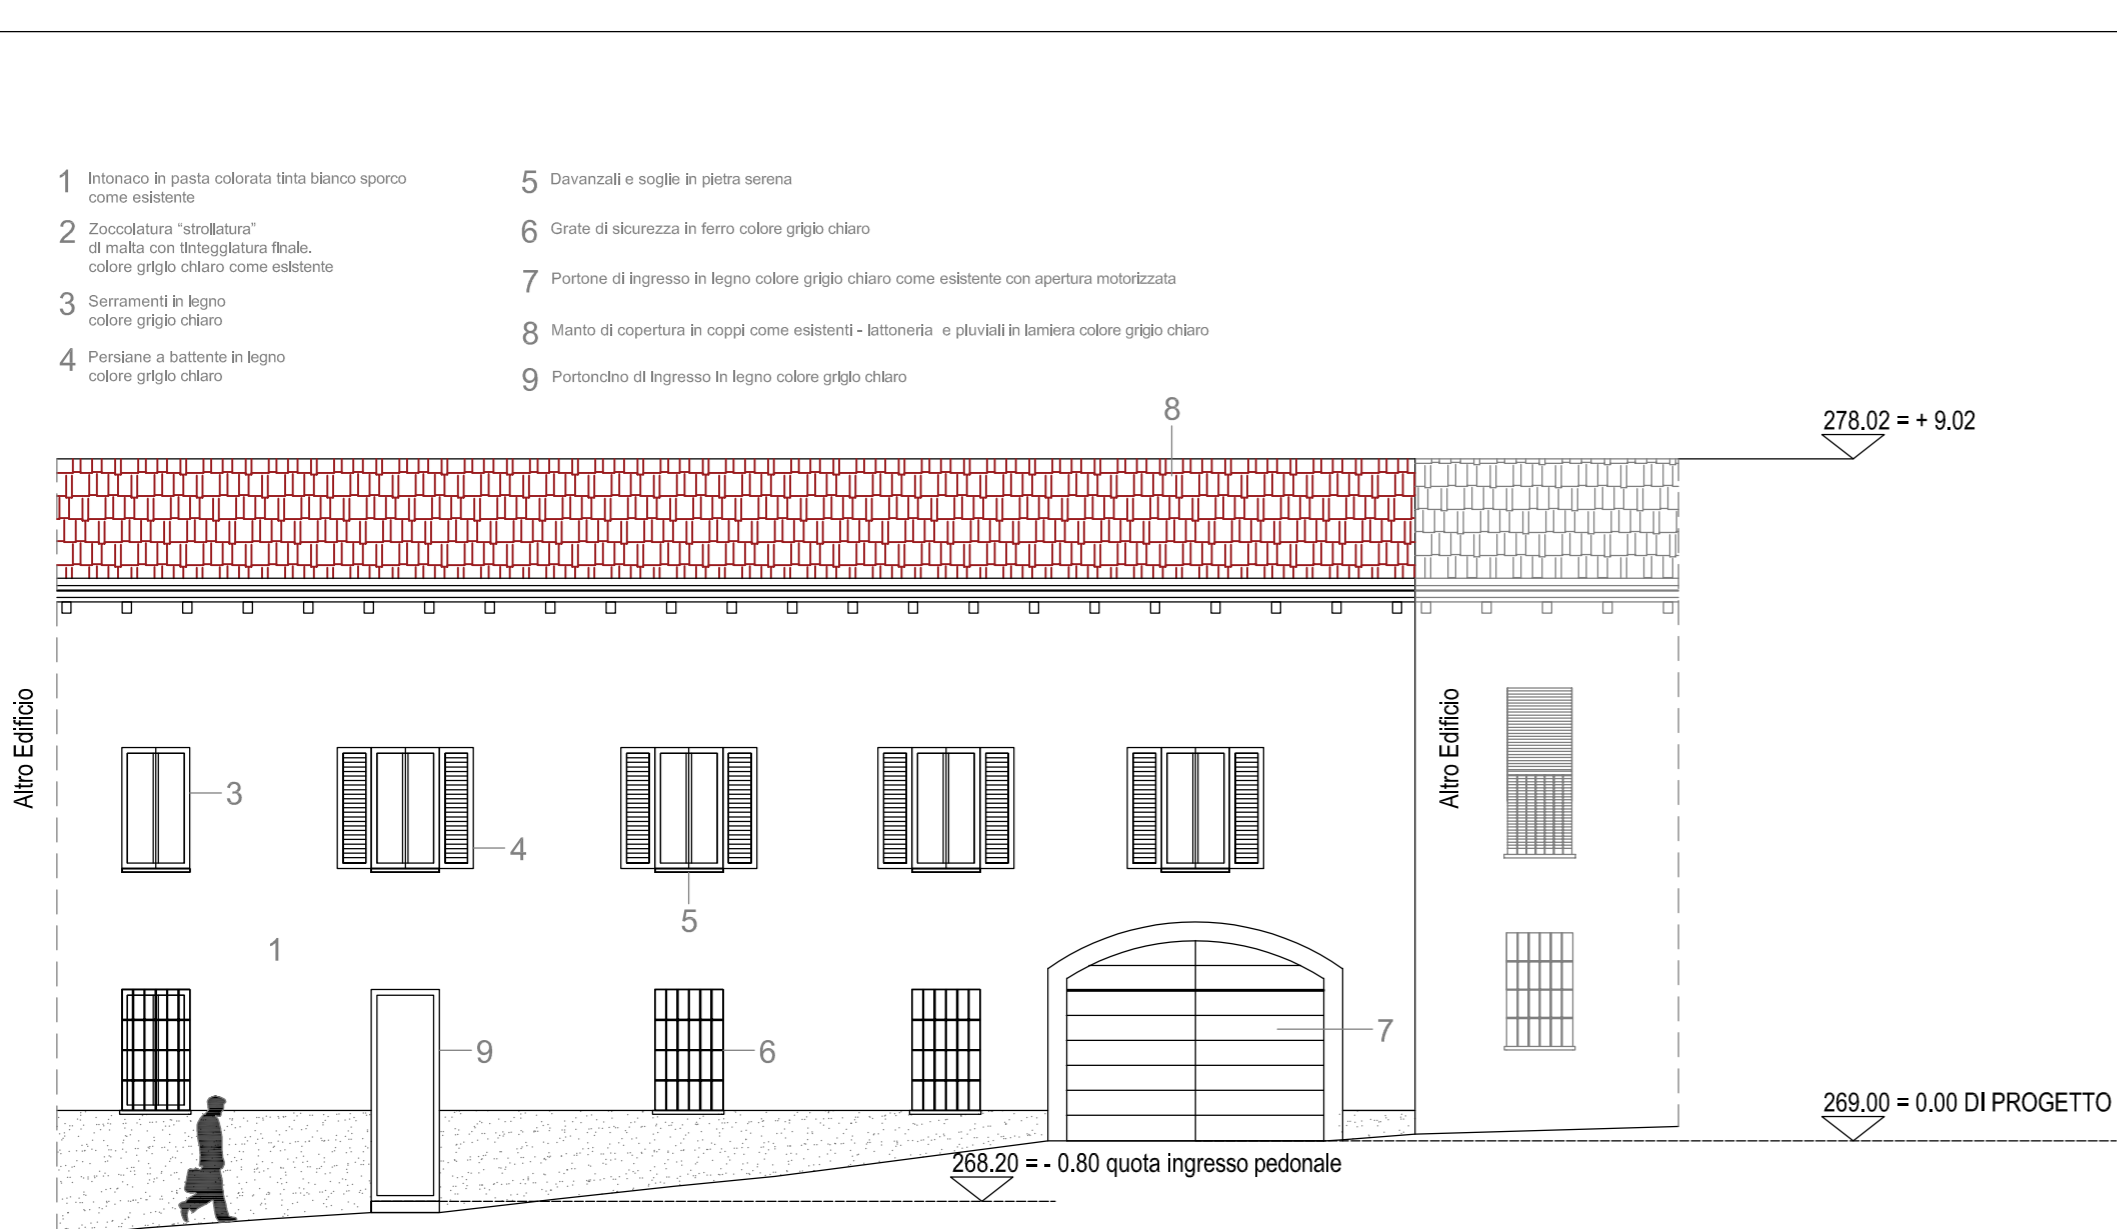 1 Intonaco in pasta colorata tinta bianco sporco
come esistente
2 Zoccolatura “strollatura”
di malta con tinteggiatura finale.
colore grigio chiaro come esistente
3 Serramenti in legno
colore grigio chiaro
4 Persiane a battente in legno
colore grigio chiaro
5 Davanzali e soglie in pietra serena
6 Grate di sicurezza in ferro colore grigio chiaro
7 Portone di ingresso in legno colore grigio chiaro come esistente con apertura motorizzata
8 Manto di copertura in coppi come esistenti - lattoneria e pluviali in lamiera colore grigio chiaro
9 Portoncino di ingresso in legno colore grigio chiaro
8
278.02 = + 9.02
Altro Edificio
Altro Edificio
3
4
5
1
9
6
7
269.00 = 0.00 DI PROGETTO
268.20 = - 0.80 quota ingresso pedonale